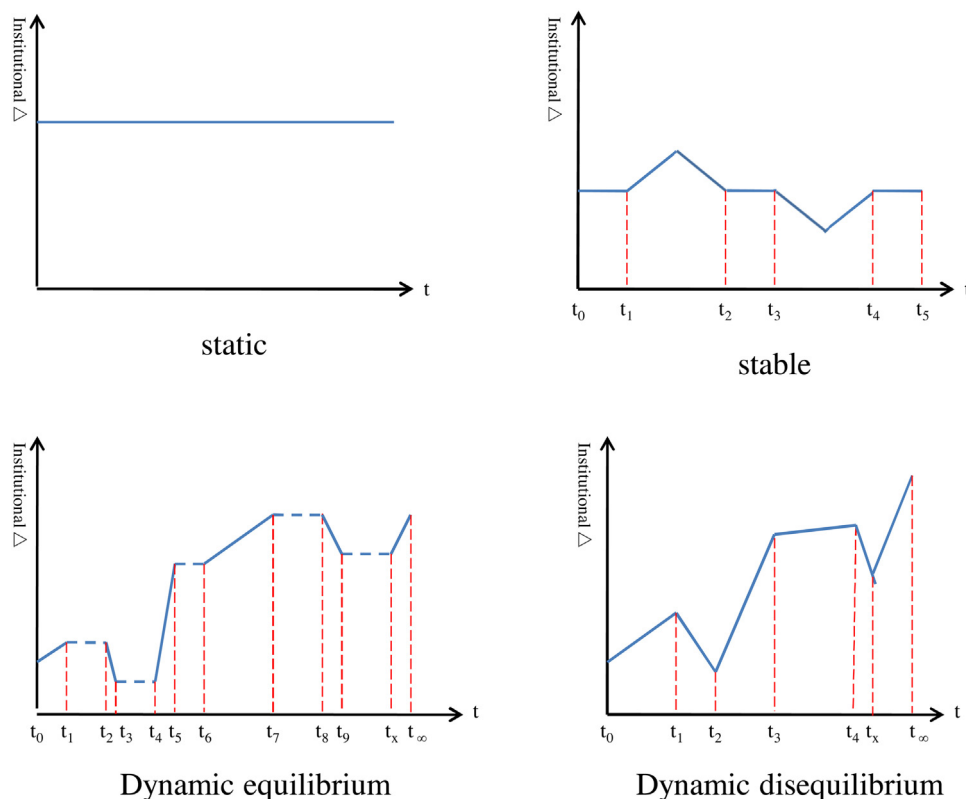 Institutional △
t
static
Institutional △
t
t₀ t₁ t₂ t₃ t₄ t₅
stable
Institutional △
t
t₀ t₁ t₂ t₃ t₄ t₅ t₆ t₇ t₈ t₉ tₓ t∞
Dynamic equilibrium
Institutional △
t
t₀ t₁ t₂ t₃ t₄ tₓ t∞
Dynamic disequilibrium